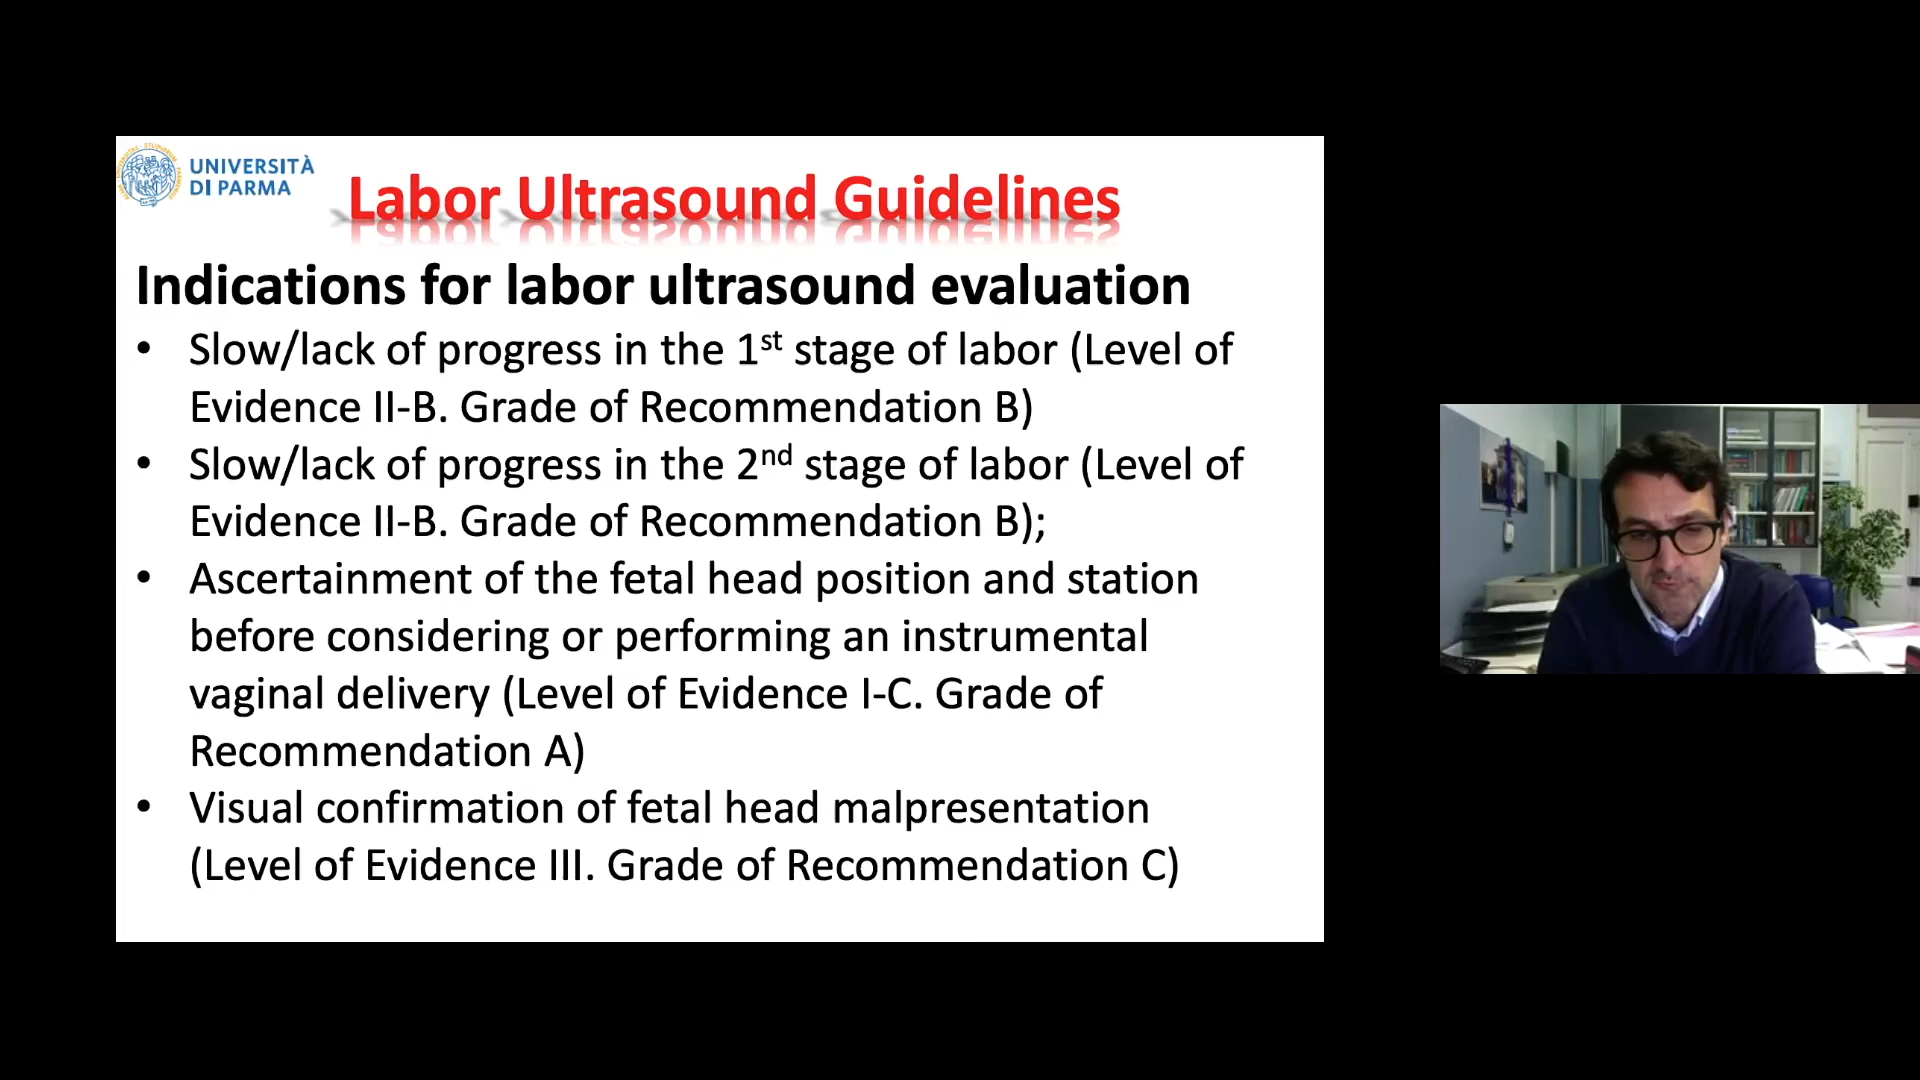 UNIVERSITÀ
DI PARMA
Labor Ultrasound Guidelines
Indications for labor ultrasound evaluation
• Slow/lack of progress in the 1st stage of labor (Level of
Evidence II-B. Grade of Recommendation B)
• Slow/lack of progress in the 2nd stage of labor (Level of
Evidence II-B. Grade of Recommendation B);
• Ascertainment of the fetal head position and station
before considering or performing an instrumental
vaginal delivery (Level of Evidence I-C. Grade of
Recommendation A)
• Visual confirmation of fetal head malpresentation
(Level of Evidence III. Grade of Recommendation C)